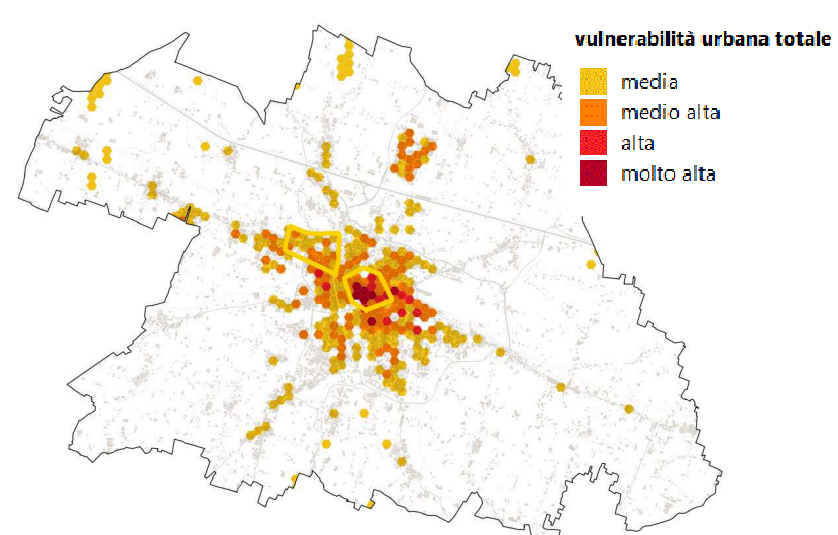 vulnerabilità urbana totale
media
medio alta
alta
molto alta